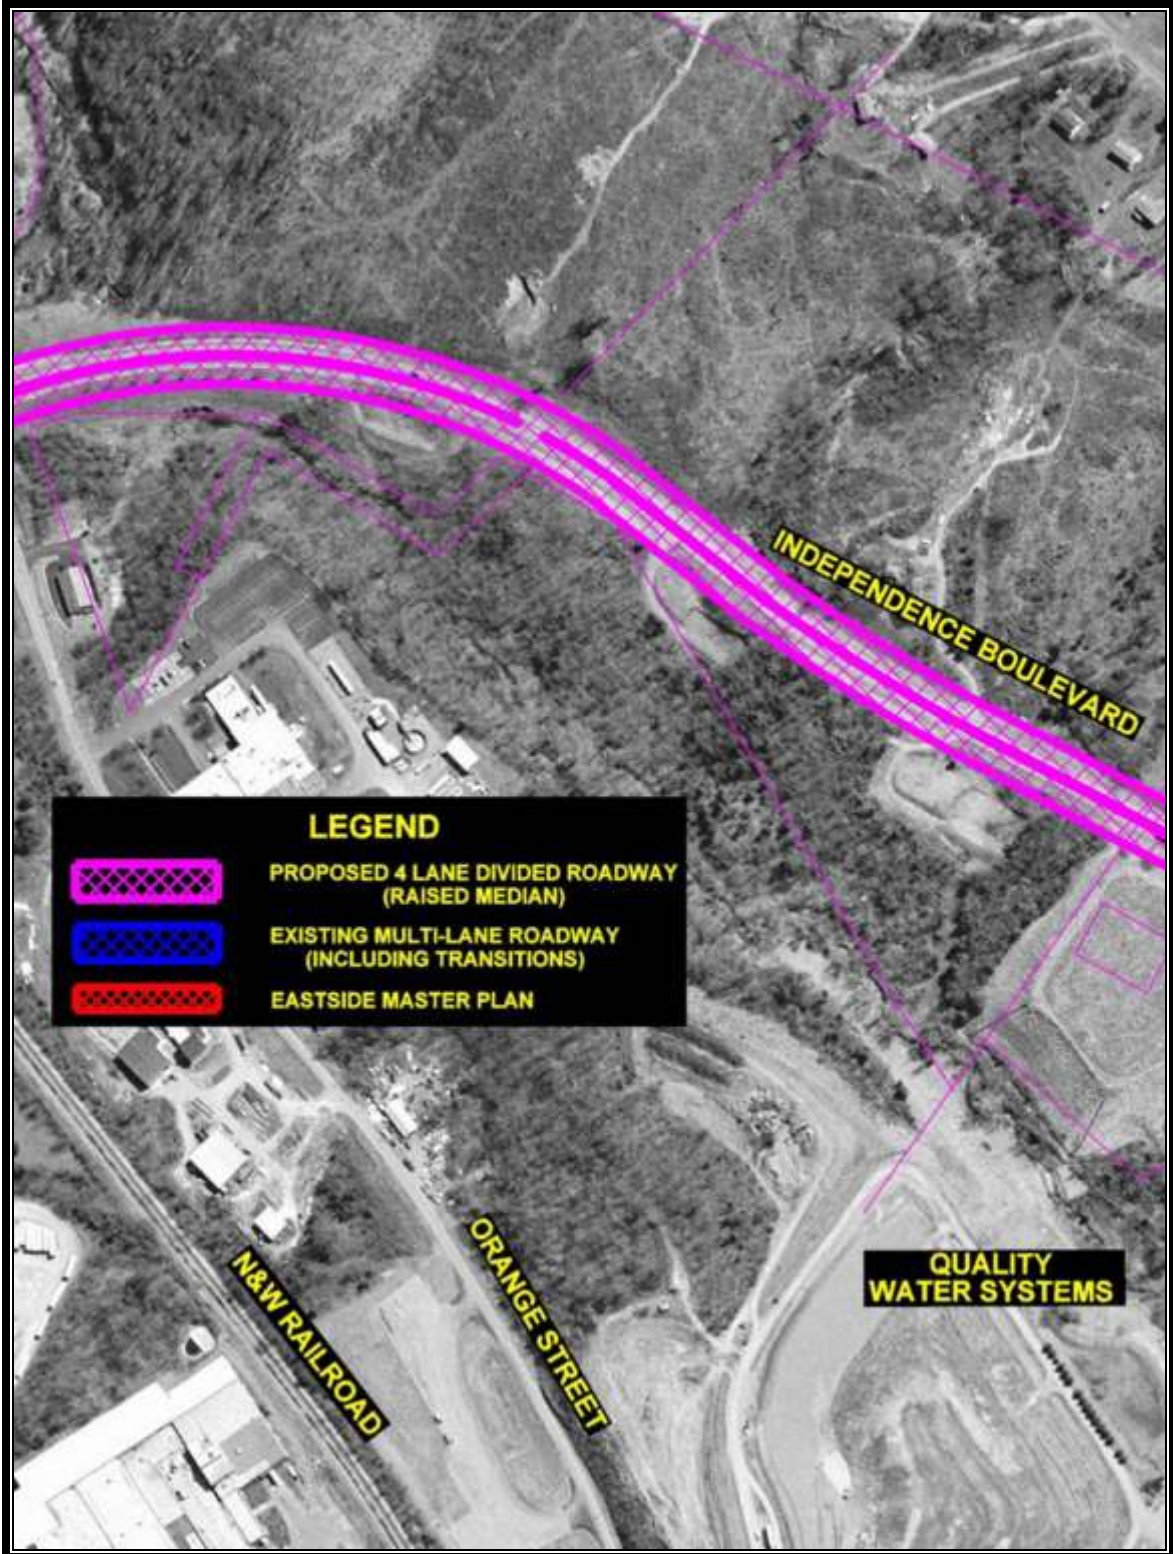 INDEPENDENCE BOULEVARD
LEGEND
PROPOSED 4 LANE DIVIDED ROADWAY
(RAISED MEDIAN)
EXISTING MULTI-LANE ROADWAY
(INCLUDING TRANSITIONS)
EASTSIDE MASTER PLAN
N&W RAILROAD
ORANGE STREET
QUALITY
WATER SYSTEMS